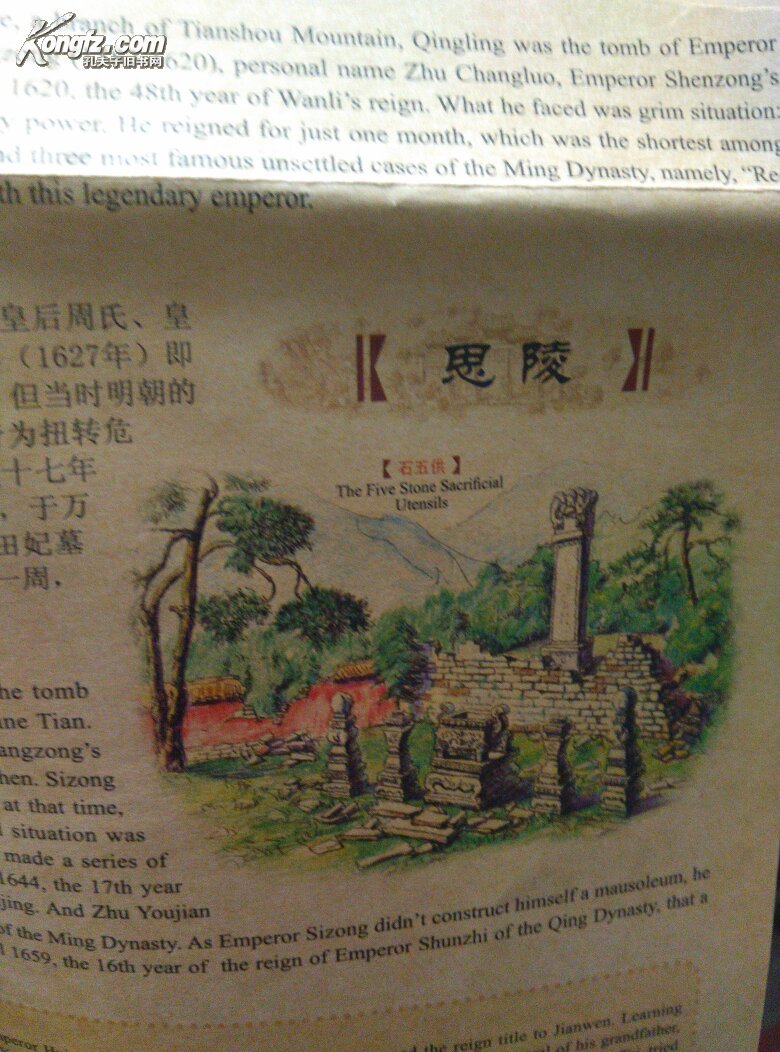 Kongfz.com
孔夫子旧书网
branch of Tianshou Mountain, Qingling was the tomb of Emperor
620), personal name Zhu Changluo, Emperor Shenzong's
1620, the 48th year of Wanli's reign. What he faced was grim situation.
y power. He reigned for just one month, which was the shortest among
nd three most famous unsettled cases of the Ming Dynasty, namely, "Re
th this legendary emperor.
皇后周氏、皇
(1627年)即
但当时明朝的
为扭转危
十七年
，于万
田妃墓
一周，
思陵
【石五供】
The Five Stone Sacrificial
Utensils
he tomb
ne Tian.
angzong's
hen. Sizong
at that time,
situation was
made a series of
1644, the 17th year
jing. And Zhu Youjian
of the Ming Dynasty. As Emperor Sizong didn't construct himself a mausoleum, he
1659, the 16th year of the reign of Emperor Shunzhi of the Qing Dynasty, that a
mperor
the reign title to Jianwen. Learning
of his grandfather,
tried